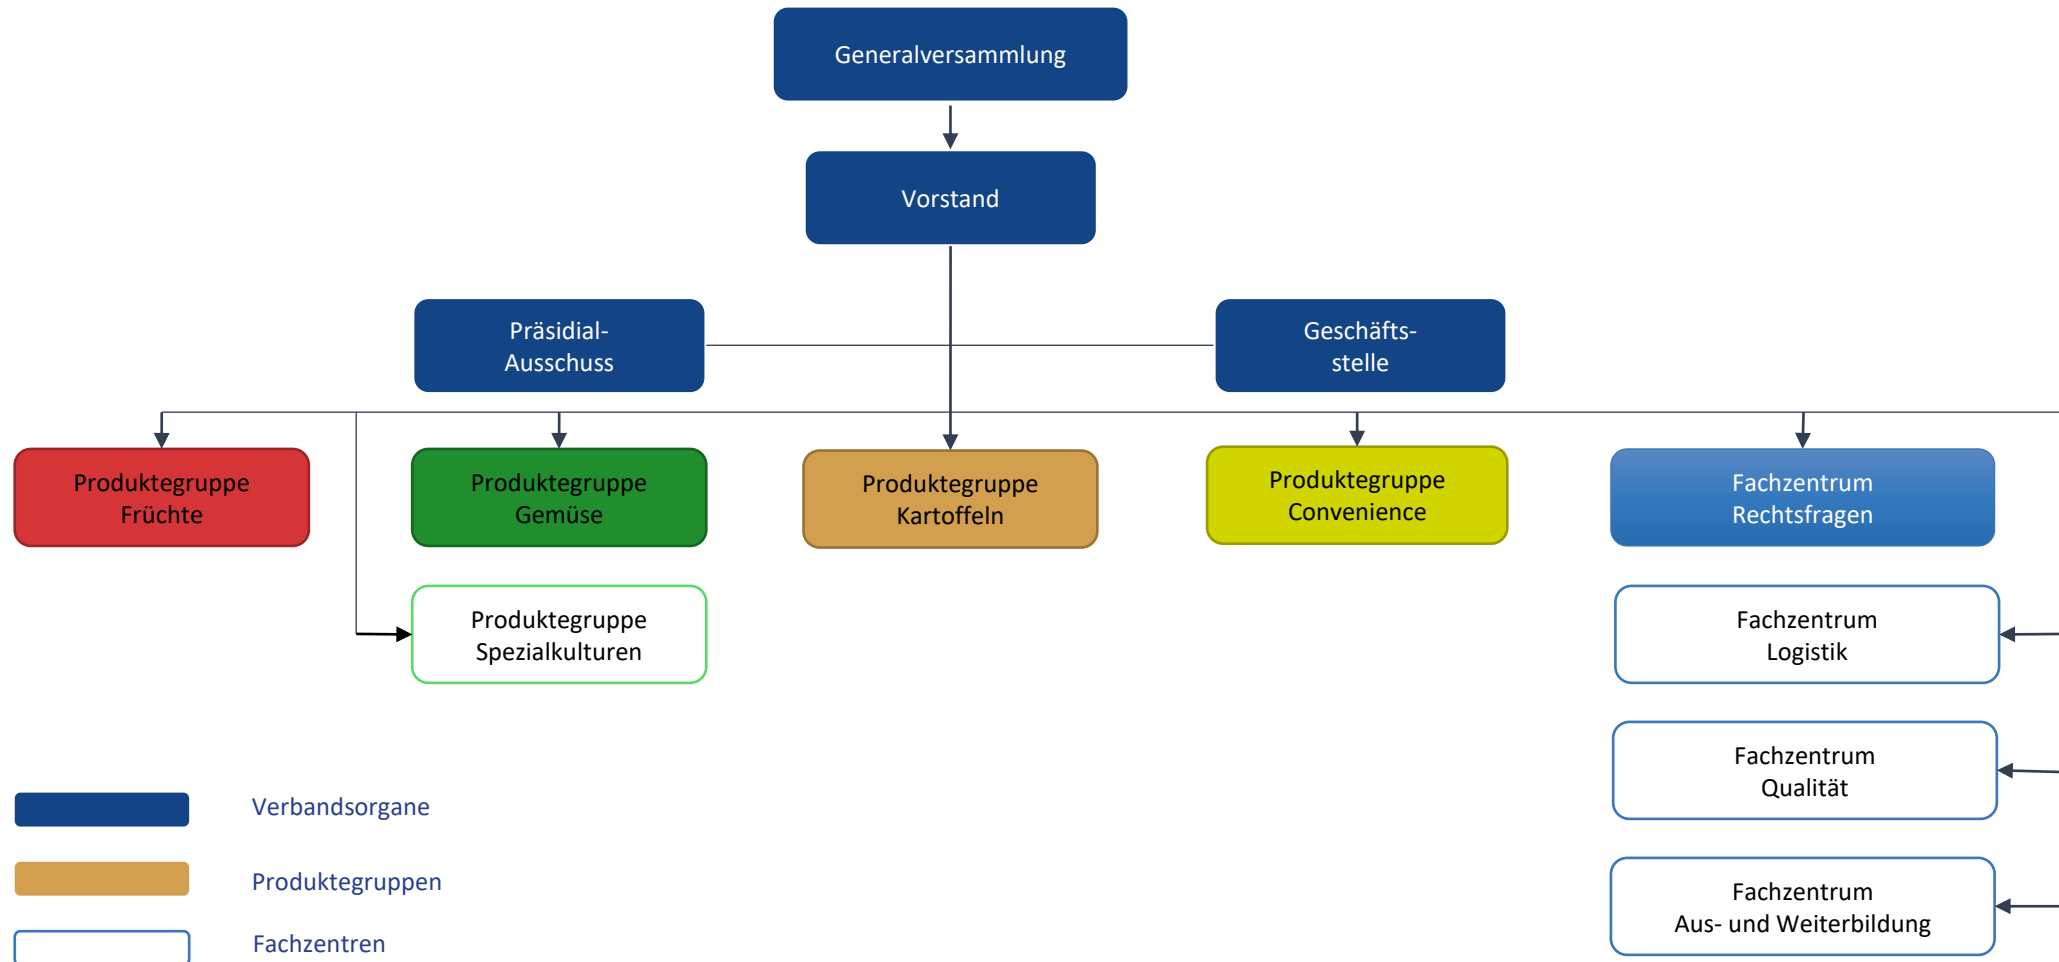 Generalversammlung
Vorstand
Präsidial-
Ausschuss
Geschäfts-
stelle
Produktegruppe
Früchte
Produktegruppe
Gemüse
Produktegruppe
Kartoffeln
Produktegruppe
Convenience
Fachzentrum
Rechtsfragen
Produktegruppe
Spezialkulturen
Fachzentrum
Logistik
Fachzentrum
Qualität
Fachzentrum
Aus- und Weiterbildung
Verbandsorgane
Produktegruppen
Fachzentren